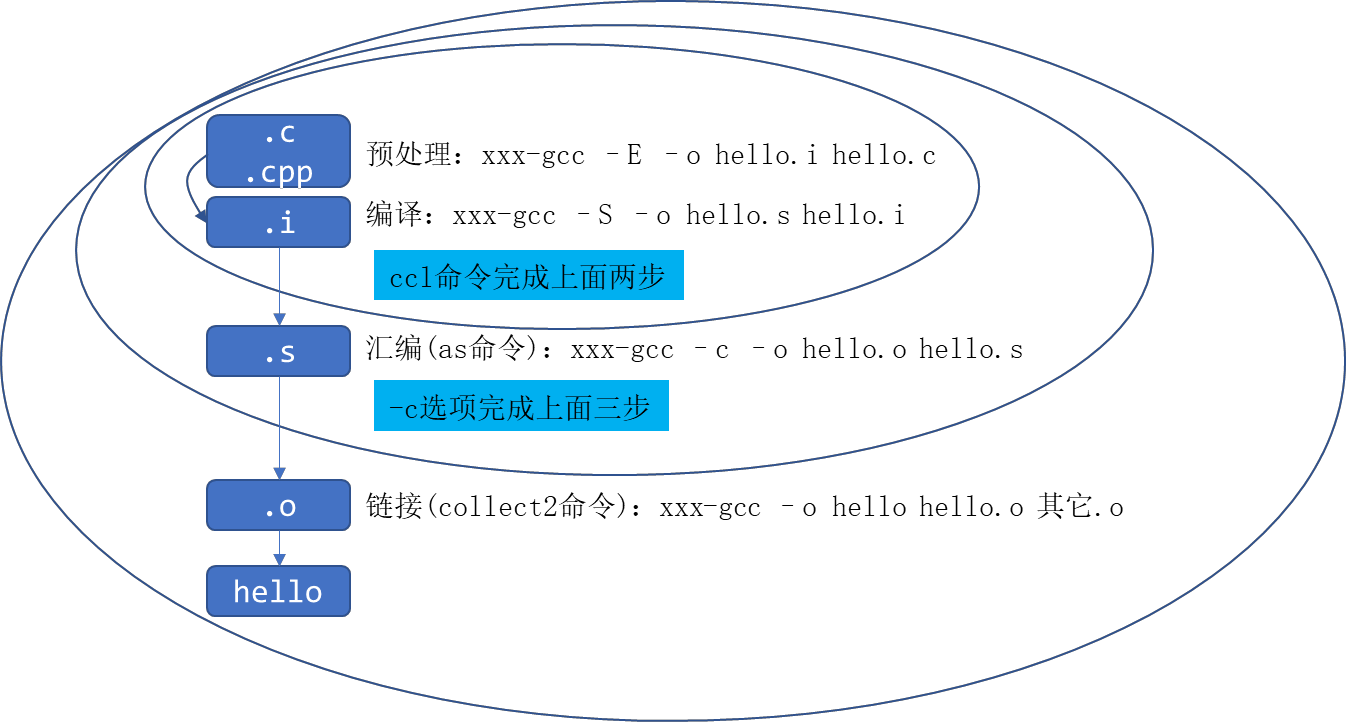 .c
.cpp
预处理：xxx-gcc –E –o hello.i hello.c
.i
编译：xxx-gcc –S –o hello.s hello.i
cc1命令完成上面两步
.s
汇编(as命令)：xxx-gcc –c –o hello.o hello.s
-c选项完成上面三步
.o
链接(collect2命令)：xxx-gcc –o hello hello.o 其它.o
hello